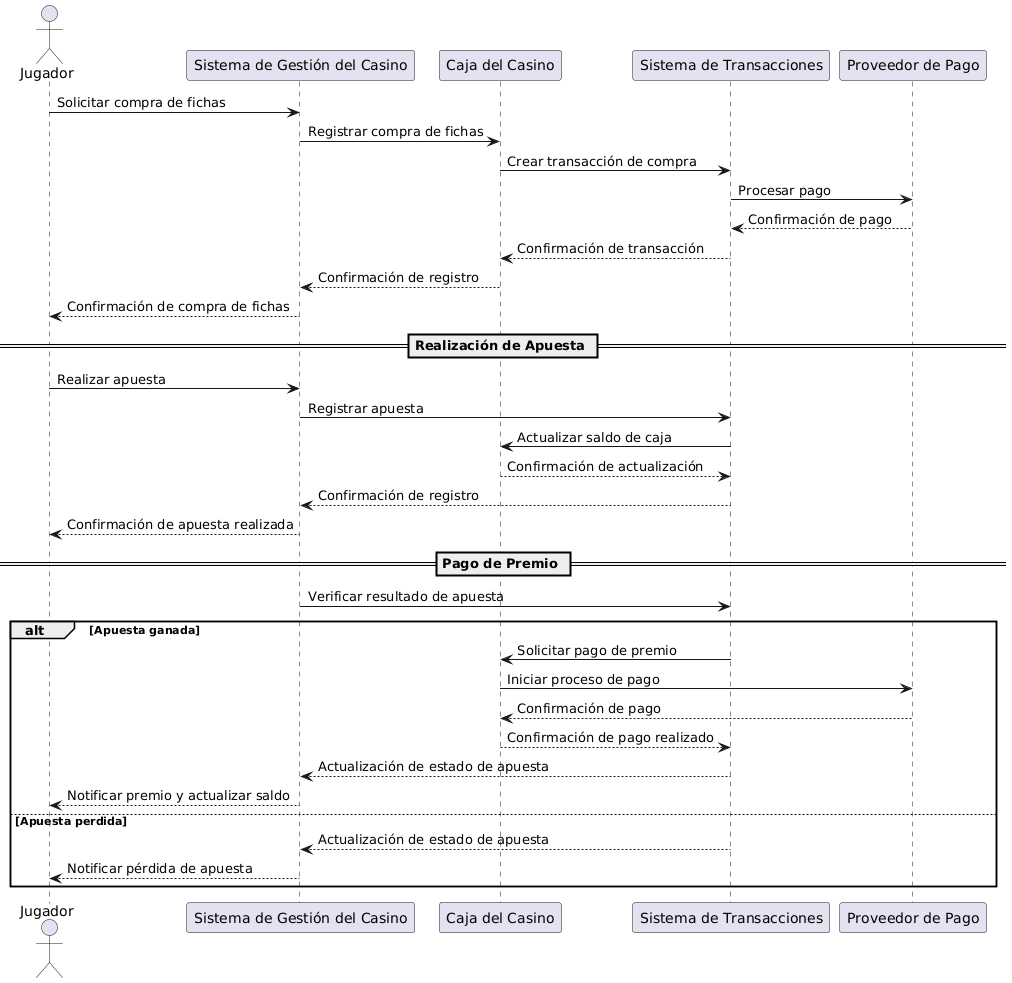 Jugador
Sistema de Gestión del Casino
Caja del Casino
Sistema de Transacciones
Proveedor de Pago
Solicitar compra de fichas
Registrar compra de fichas
Crear transacción de compra
Procesar pago
Confirmación de pago
Confirmación de transacción
Confirmación de registro
Confirmación de compra de fichas
Realización de Apuesta
Realizar apuesta
Registrar apuesta
Actualizar saldo de caja
Confirmación de actualización
Confirmación de registro
Confirmación de apuesta realizada
Pago de Premio
Verificar resultado de apuesta
alt
[Apuesta ganada]
Solicitar pago de premio
Iniciar proceso de pago
Confirmación de pago
Confirmación de pago realizado
Actualización de estado de apuesta
Notificar premio y actualizar saldo
[Apuesta perdida]
Actualización de estado de apuesta
Notificar pérdida de apuesta
Jugador
Sistema de Gestión del Casino
Caja del Casino
Sistema de Transacciones
Proveedor de Pago